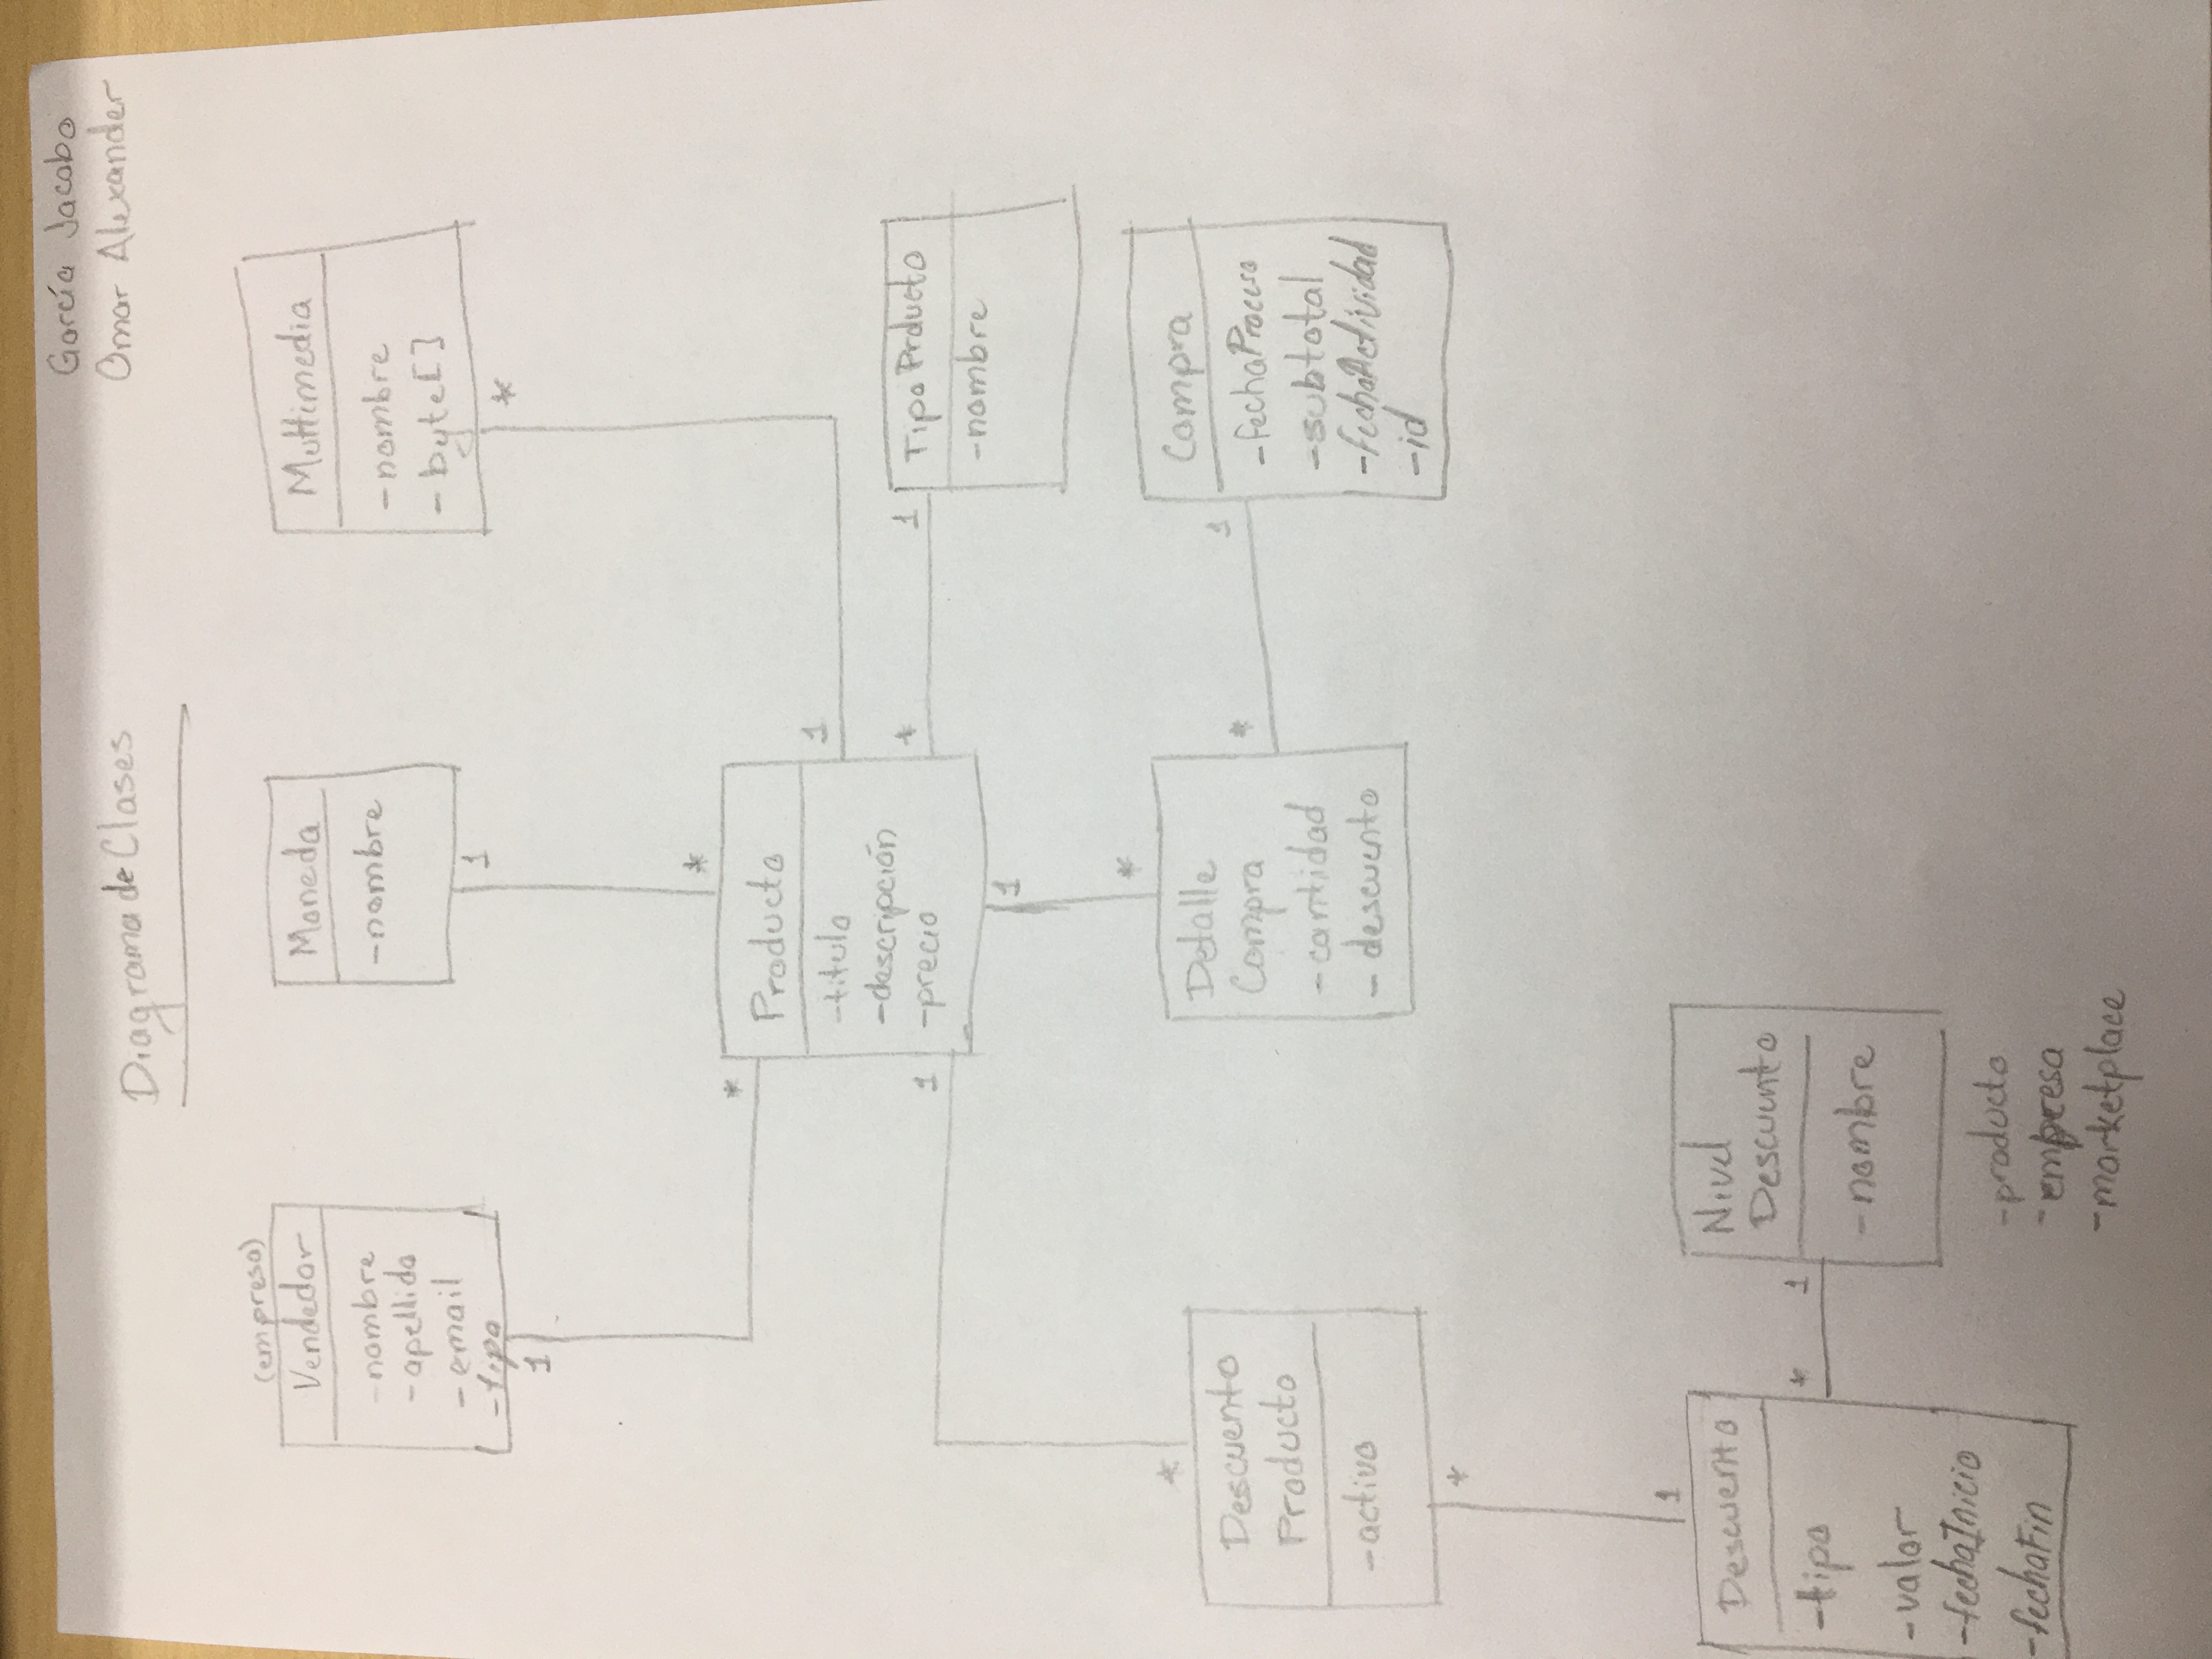 García Jacobo
Omar Alexander
Diagrama de Clases
(empresa)
Vendedor
-nombre
-apellido
-email
-tipo
1
Moneda
-nombre
1
Multimedia
-nombre
-byte[]
*
*
*
Producto
-titulo
-descripción
-precio
1
*
1
1
1
Tipo Prducto
-nombre
*
*
Descuento
Producto
-activo
*
Detalle
Compra
-cantidad
-descuento
*
1
Compra
-fechaProceso
-subtotal
-fechaActividad
-id
1
Descuento
-tipo
-valor
-fechaInicio
-fechaFin
*
1
Nivel
Descuento
-nombre
-producto
-empresa
-marketplace